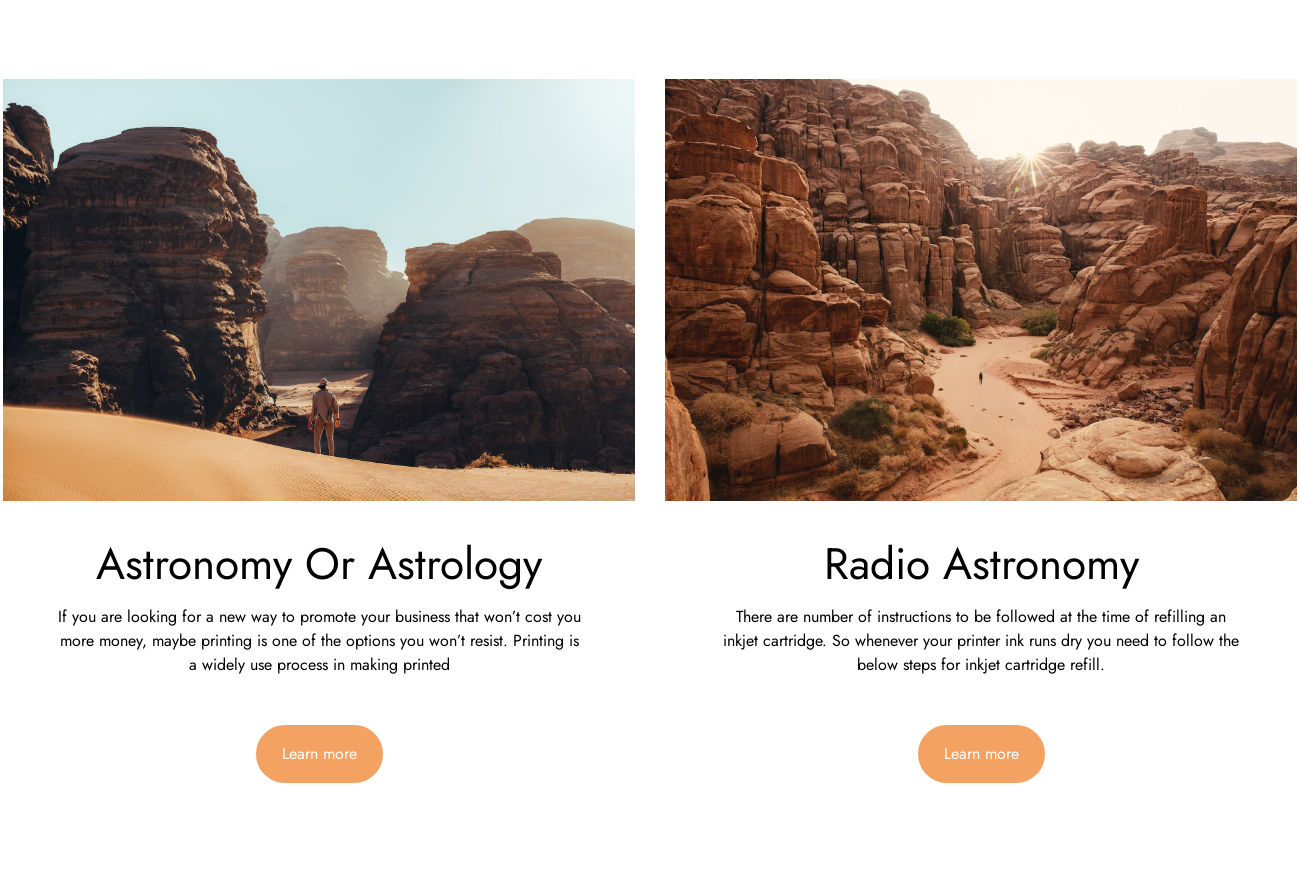 Astronomy Or Astrology
If you are looking for a new way to promote your business that won’t cost you
more money, maybe printing is one of the options you won’t resist. Printing is
a widely use process in making printed
Learn more
Radio Astronomy
There are number of instructions to be followed at the time of refilling an
inkjet cartridge. So whenever your printer ink runs dry you need to follow the
below steps for inkjet cartridge refill.
Learn more